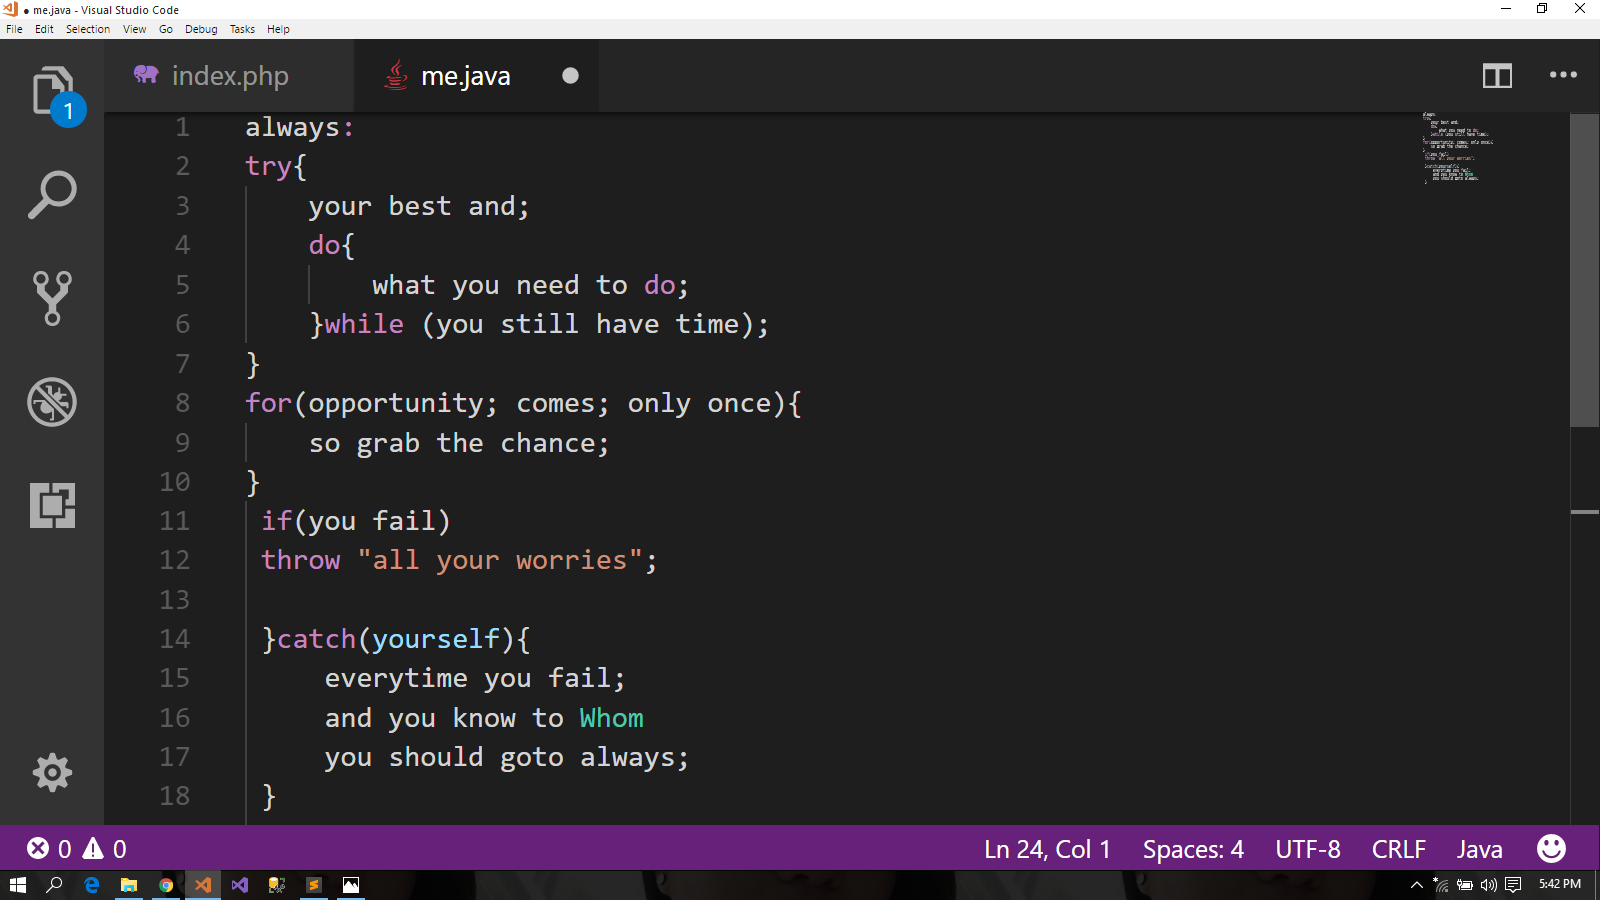 me.java - Visual Studio Code
File Edit Selection View Go Debug Tasks Help
1
index.php
me.java
1 always:
2 try{
3 your best and;
4 do{
5 what you need to do;
6 }while (you still have time);
7 }
8 for(opportunity; comes; only once){
9 so grab the chance;
10 }
11 if(you fail)
12 throw "all your worries";
13
14 }catch(yourself){
15 everytime you fail;
16 and you know to Whom
17 you should goto always;
18 }
0 0 Ln 24, Col 1 Spaces: 4 UTF-8 CRLF Java
5:42 PM